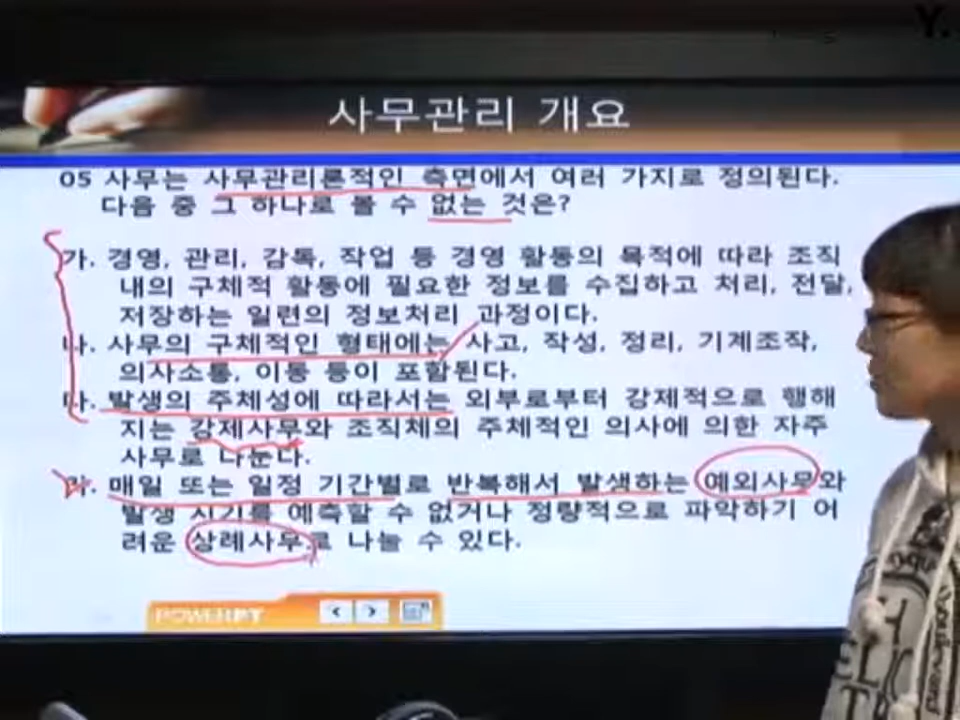 Y.
사무관리 개요
05 사무는 사무관리론적인 측면에서 여러 가지로 정의된다.
다음 중 그 하나로 볼 수 없는 것은?
가. 경영, 관리, 감독, 작업 등 경영 활동의 목적에 따라 조직
내의 구체적 활동에 필요한 정보를 수집하고 처리, 전달,
저장하는 일련의 정보처리 과정이다.
나. 사무의 구체적인 형태에는 사고, 작성, 정리, 기계조작,
의사소통, 이동 등이 포함된다.
다. 발생의 주체성에 따라서는 외부로부터 강제적으로 행해
지는 강제사무와 조직체의 주체적인 의사에 의한 자주
사무로 나눈다.
라. 매일 또는 일정 기간별로 반복해서 발생하는 예외사무와
발생 시기를 예측할 수 없거나 정량적으로 파악하기 어
려운 상례사무로 나눌 수 있다.
POWERPT